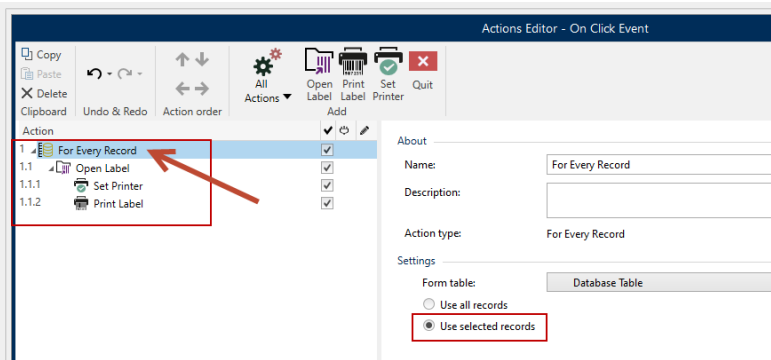 Actions Editor - On Click Event
Copy
Paste
Delete
Clipboard
Undo & Redo
Action order
All Actions
Open Label
Print Label
Set Printer
Quit
Add
Action
1 For Every Record
1.1 Open Label
1.1.1 Set Printer
1.1.2 Print Label
About
Name: For Every Record
Description:
Action type: For Every Record
Settings
Form table: Database Table
Use all records
Use selected records